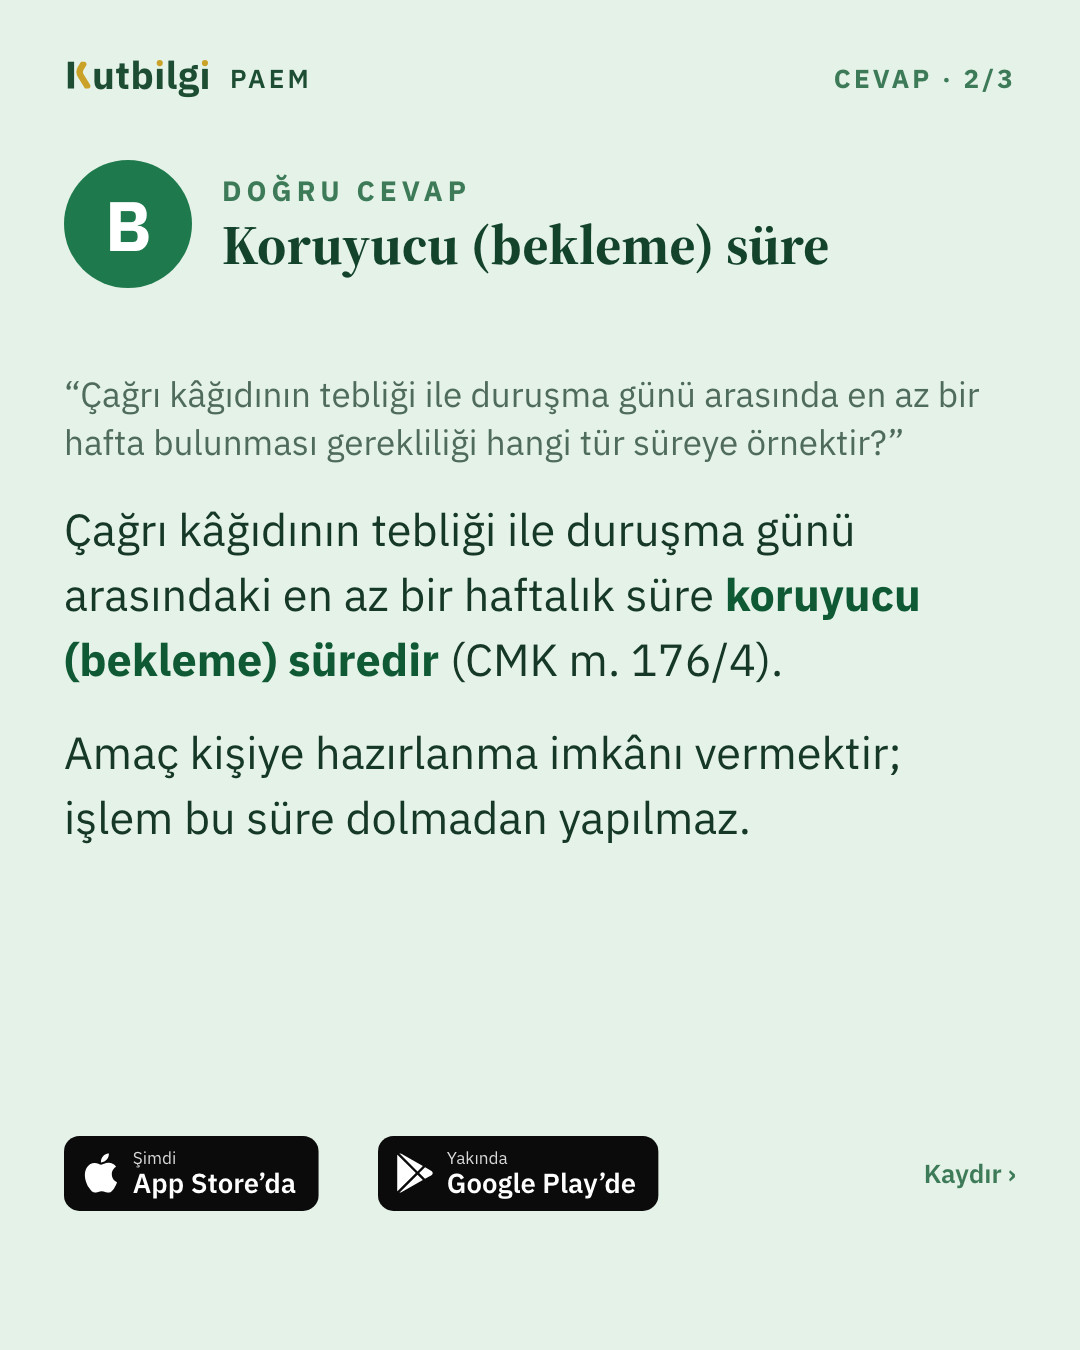 Kutbilgi PAEM
CEVAP · 2/3
B
DOĞRU CEVAP
Koruyucu (bekleme) süre
“Çağrı kâğıdının tebliği ile duruşma günü arasında en az bir
hafta bulunması gerekliliği hangi tür süreye örnektir?”
Çağrı kâğıdının tebliği ile duruşma günü
arasındaki en az bir haftalık süre koruyucu
(bekleme) süredir (CMK m. 176/4).
Amaç kişiye hazırlanma imkânı vermektir;
işlem bu süre dolmadan yapılmaz.
Şimdi
App Store’da
Yakında
Google Play’de
Kaydır ›